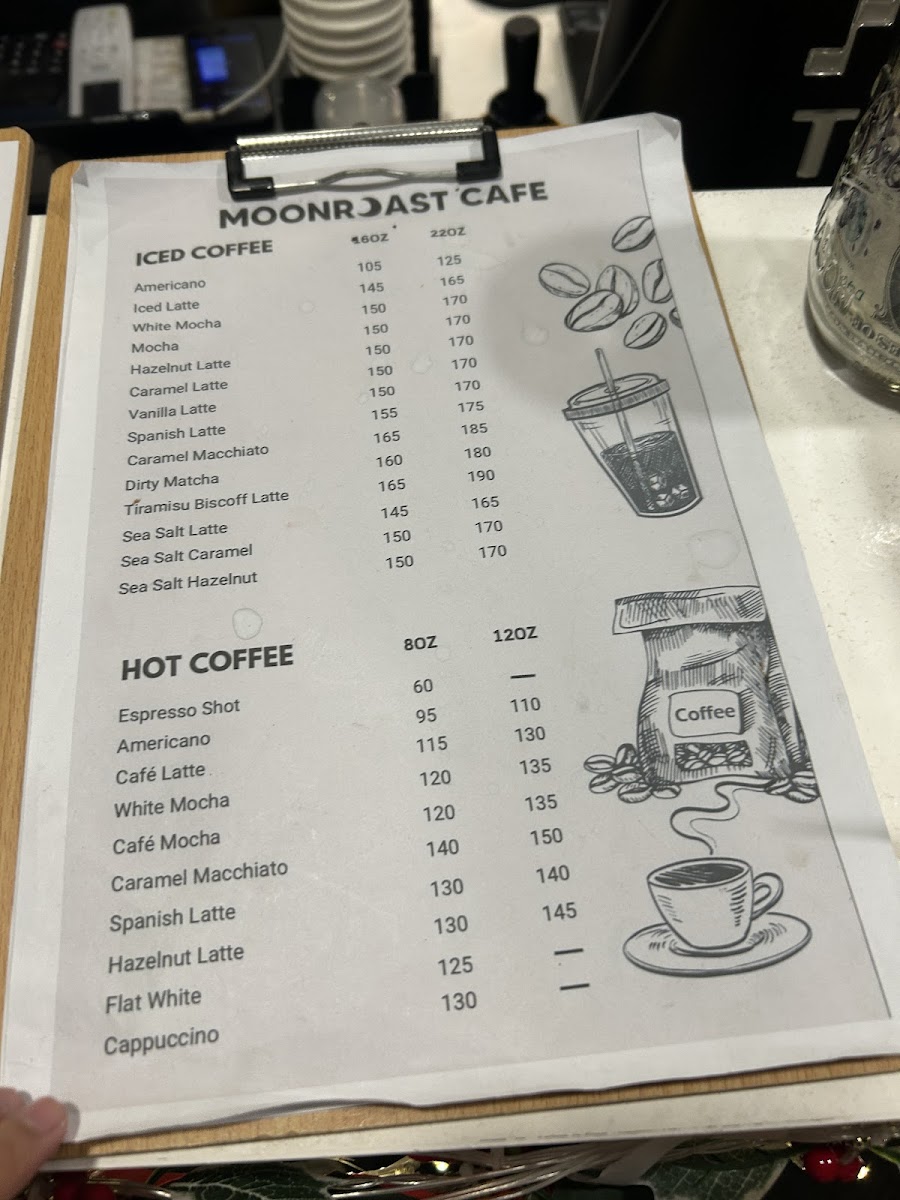 MOONROAST CAFE
ICED COFFEE 16OZ 22OZ
Americano 105 125
Iced Latte 145 165
White Mocha 150 170
Mocha 150 170
Hazelnut Latte 150 170
Caramel Latte 150 170
Vanilla Latte 150 170
Spanish Latte 155 175
Caramel Macchiato 165 185
Dirty Matcha 160 180
Tiramisu Biscoff Latte 165 190
Sea Salt Latte 145 165
Sea Salt Caramel 150 170
Sea Salt Hazelnut 150 170
HOT COFFEE 8OZ 12OZ
Espresso Shot 60 —
Americano 95 110
Café Latte 115 130
White Mocha 120 135
Café Mocha 120 135
Caramel Macchiato 140 150
Spanish Latte 130 140
Hazelnut Latte 130 145
Flat White 125 —
Cappuccino 130 —
Coffee
T